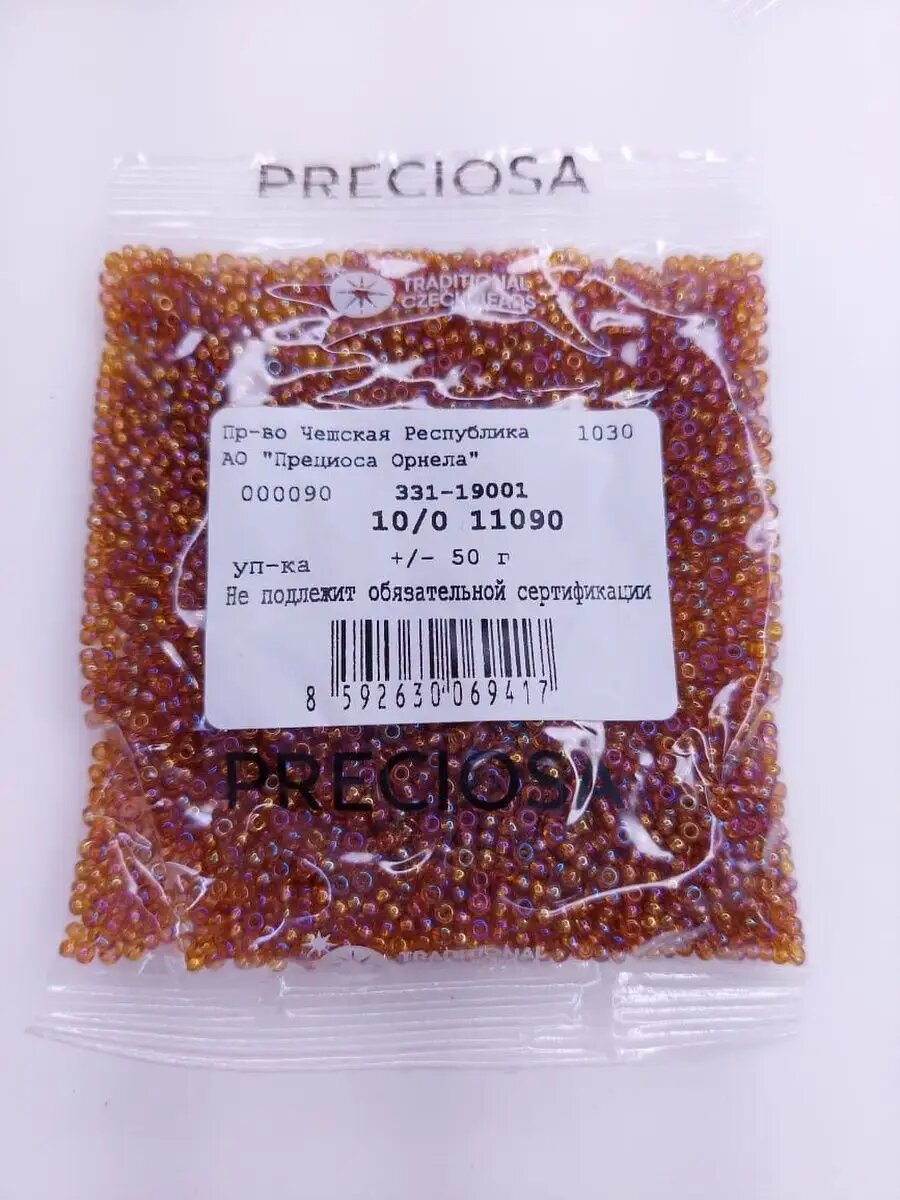 PRECIOSA
TRADITIONAL
CZECH BEADS
Пр-во Чешская Республика 1030
АО "Прециоса Орнела"
000090 331-19001
10/0 11090
уп-ка +/- 50 г
Не подлежит обязательной сертификации
8 592630 069417
PRECIOSA
TRADITIONAL